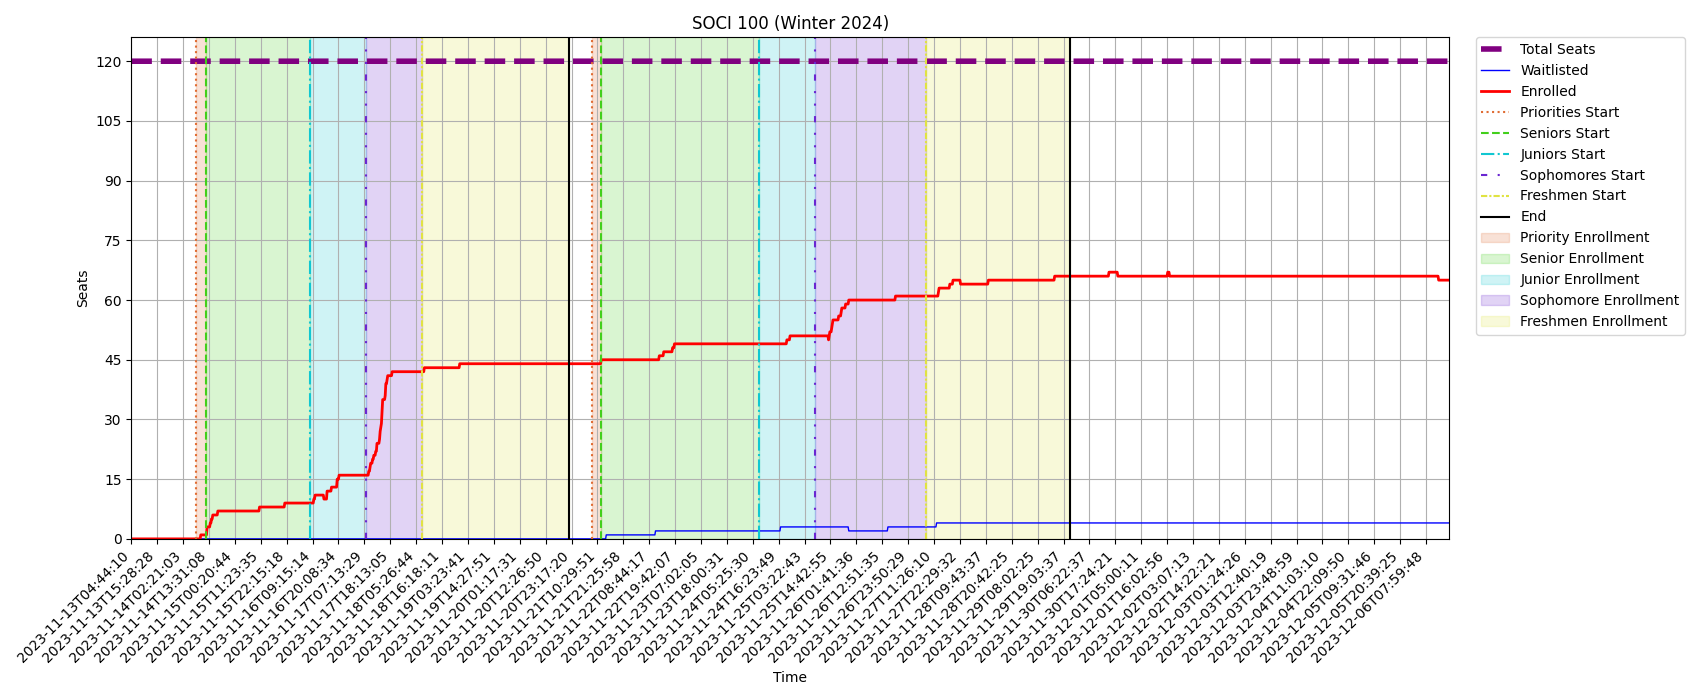 SOCI 100 (Winter 2024)
Total Seats
Waitlisted
Enrolled
Priorities Start
Seniors Start
Juniors Start
Sophomores Start
Freshmen Start
End
Priority Enrollment
Senior Enrollment
Junior Enrollment
Sophomore Enrollment
Freshmen Enrollment
Seats
120
105
90
75
60
45
30
15
0
2023-11-13T04:44:10
2023-11-13T15:28:28
2023-11-14T02:21:03
2023-11-14T13:31:08
2023-11-15T00:20:44
2023-11-15T11:23:35
2023-11-15T22:15:18
2023-11-16T09:15:14
2023-11-16T20:08:34
2023-11-17T07:13:29
2023-11-17T18:13:05
2023-11-18T05:26:44
2023-11-18T16:18:11
2023-11-19T03:23:41
2023-11-19T14:27:51
2023-11-20T01:17:31
2023-11-20T12:26:50
2023-11-20T23:17:20
2023-11-21T10:29:51
2023-11-21T21:25:58
2023-11-22T08:44:17
2023-11-22T19:42:07
2023-11-23T07:02:05
2023-11-23T18:00:31
2023-11-24T05:25:30
2023-11-24T16:23:49
2023-11-25T03:22:43
2023-11-25T14:42:55
2023-11-26T01:41:36
2023-11-26T12:51:35
2023-11-26T23:50:29
2023-11-27T11:26:10
2023-11-27T22:29:32
2023-11-28T09:43:37
2023-11-28T20:42:25
2023-11-29T08:02:25
2023-11-29T19:03:37
2023-11-30T06:22:37
2023-11-30T17:24:21
2023-12-01T05:00:11
2023-12-01T16:02:56
2023-12-02T03:07:13
2023-12-02T14:22:21
2023-12-03T01:24:26
2023-12-03T12:40:19
2023-12-03T23:48:59
2023-12-04T11:03:10
2023-12-04T22:09:50
2023-12-05T09:31:46
2023-12-05T20:39:25
2023-12-06T07:59:48
Time